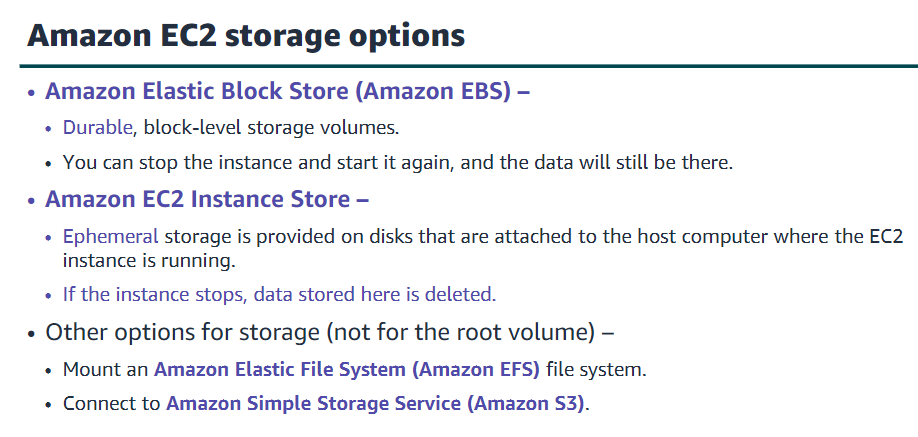 Amazon EC2 storage options
• Amazon Elastic Block Store (Amazon EBS) –
• Durable, block-level storage volumes.
• You can stop the instance and start it again, and the data will still be there.
• Amazon EC2 Instance Store –
• Ephemeral storage is provided on disks that are attached to the host computer where the EC2
instance is running.
• If the instance stops, data stored here is deleted.
• Other options for storage (not for the root volume) –
• Mount an Amazon Elastic File System (Amazon EFS) file system.
• Connect to Amazon Simple Storage Service (Amazon S3).